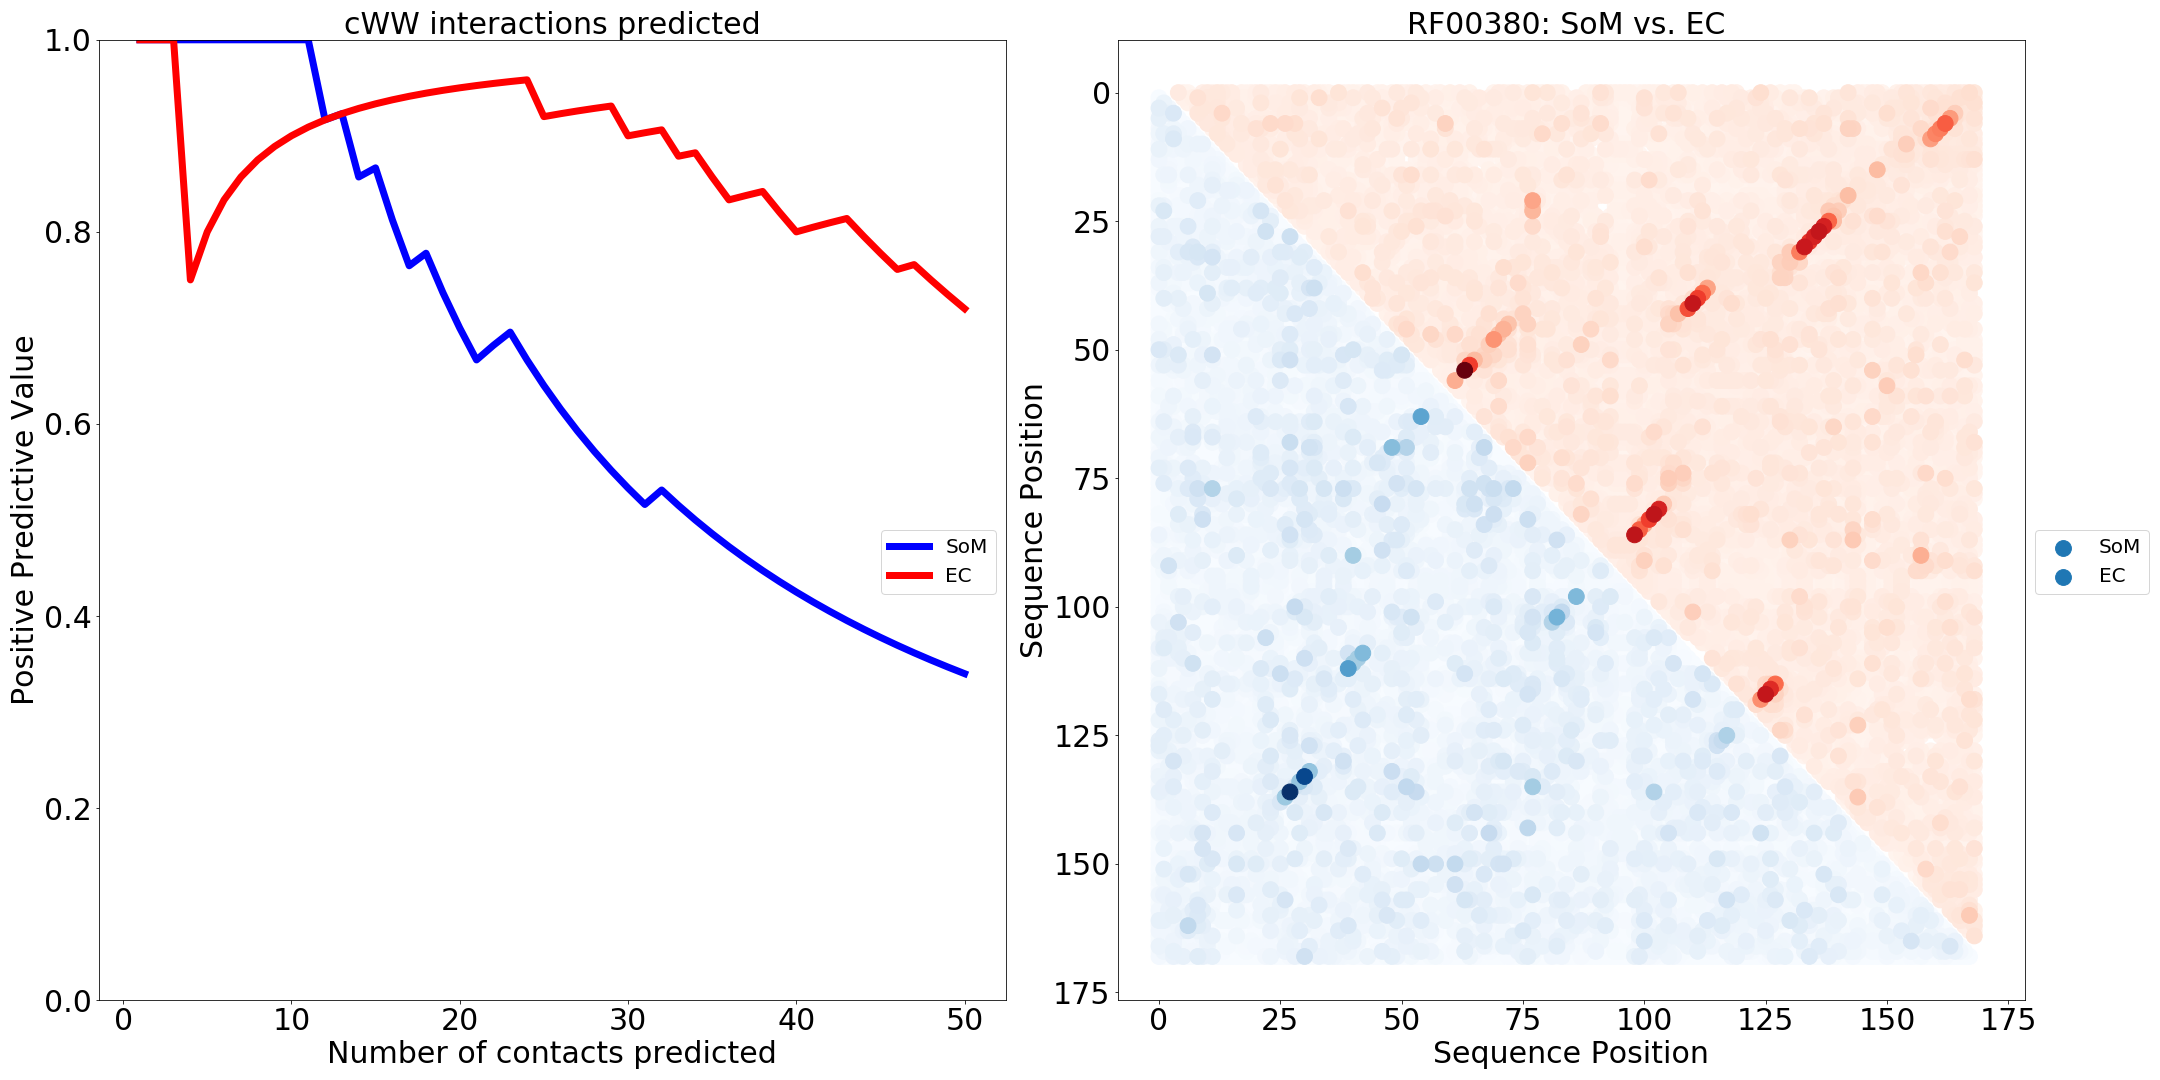 cWW interactions predicted
1.0
0.8
0.6
0.4
0.2
0.0
Positive Predictive Value
0 10 20 30 40 50
Number of contacts predicted
SoM
EC
RF00380: SoM vs. EC
0
25
50
75
100
125
150
175
Sequence Position
0 25 50 75 100 125 150 175
Sequence Position
SoM
EC